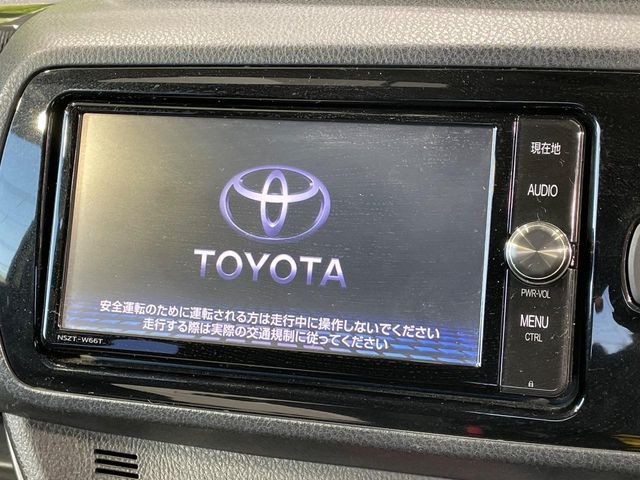 TOYOTA
安全運転のために運転される方は走行中に操作しないでください
走行する際は実際の交通規制に従ってください
NSZT-W66T
現在地
AUDIO
PWR-VOL
MENU
CTRL